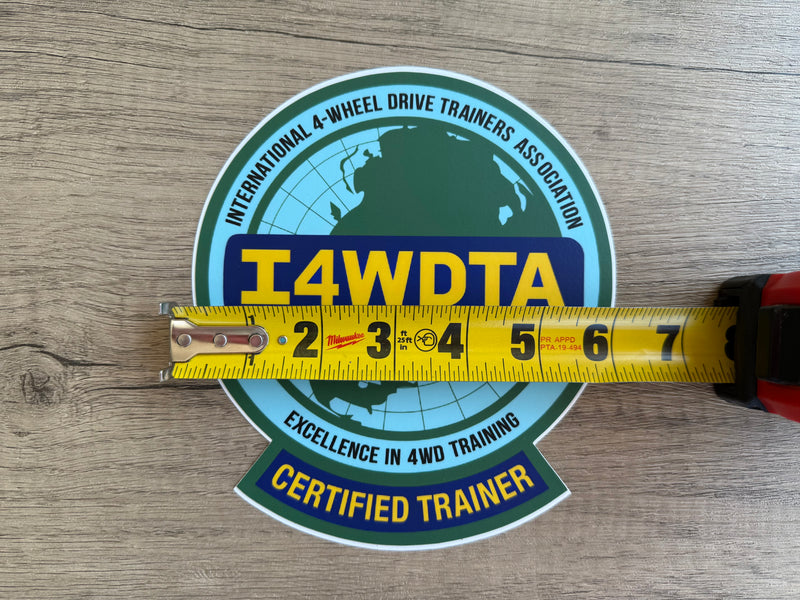 INTERNATIONAL 4-WHEEL DRIVE TRAINERS ASSOCIATION
I4WDTA
2 Milwaukee 3 ft 25ft In 4 5 PR APPD PTA-19-494 6 7
EXCELLENCE IN 4WD TRAINING
CERTIFIED TRAINER